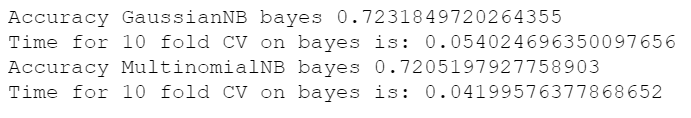 Accuracy GaussianNB bayes 0.7231849720264355
Time for 10 fold CV on bayes is: 0.054024696350097656
Accuracy MultinomialNB bayes 0.7205197927758903
Time for 10 fold CV on bayes is: 0.04199576377868652